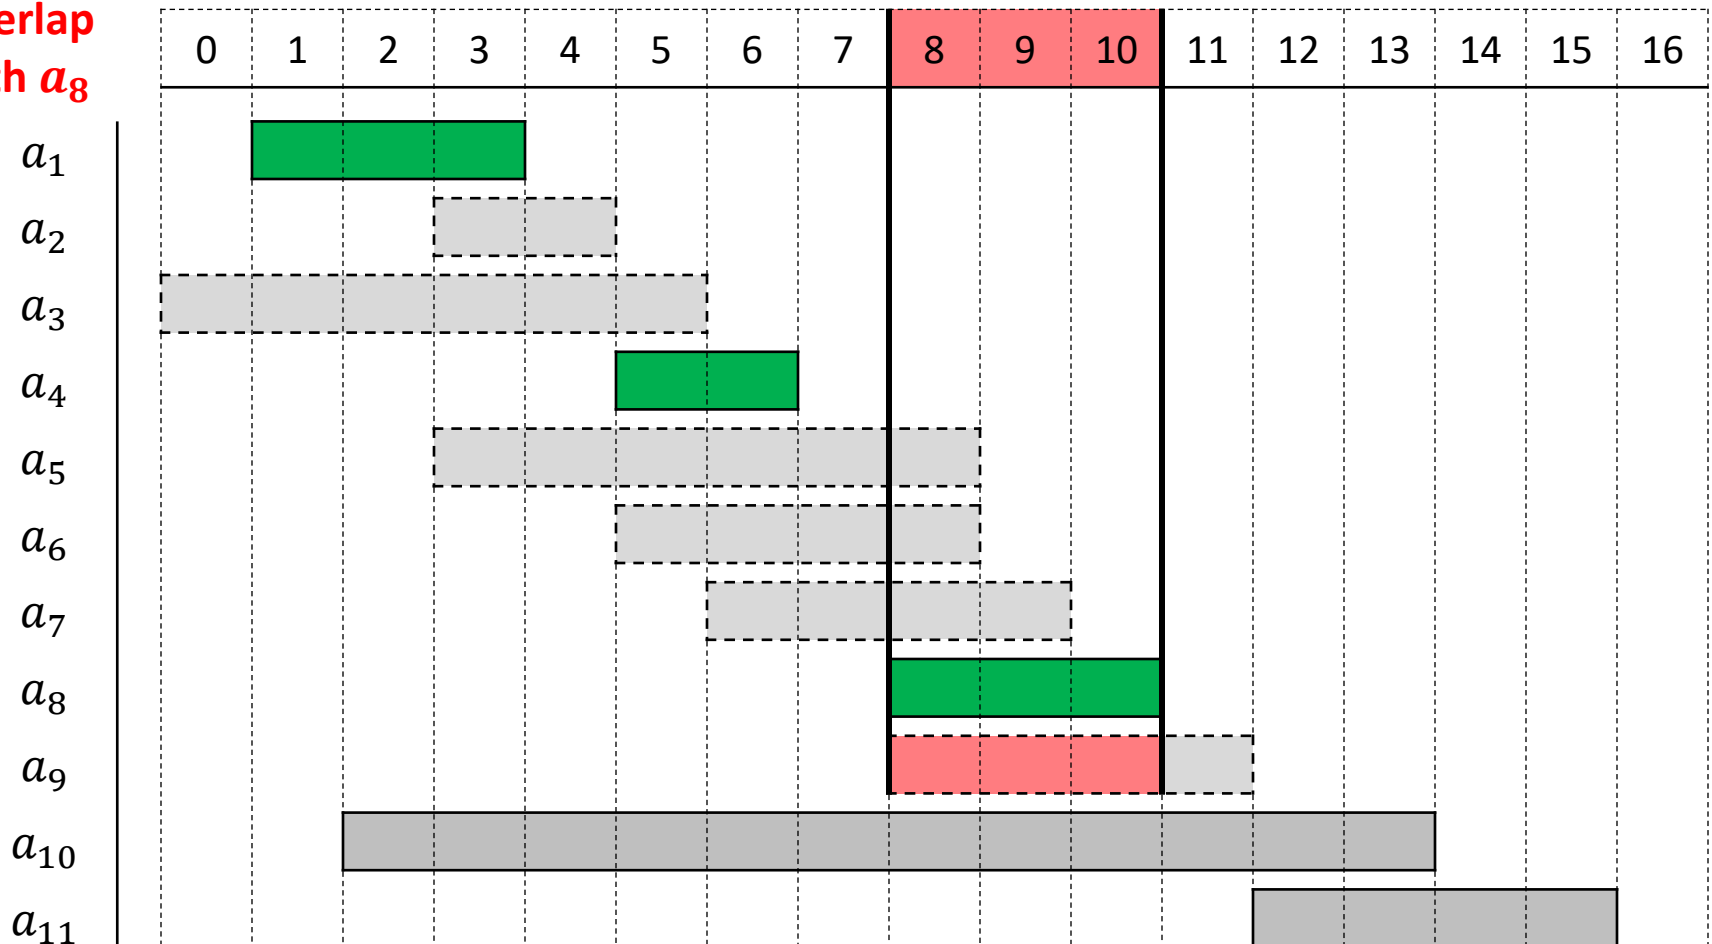 erlap
0 1 2 3 4 5 6 7 8 9 10 11 12 13 14 15 16
th a₈
a₁
a₂
a₃
a₄
a₅
a₆
a₇
a₈
a₉
a₁₀
a₁₁